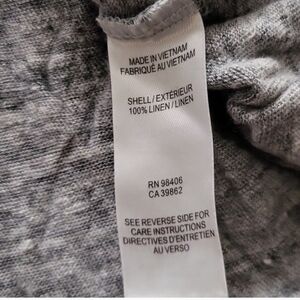 MADE IN VIETNAM
FABRIQUÉ AU VIETNAM
SHELL / EXTÉRIEUR
100% LINEN / LINEN
RN 98406
CA 39862
SEE REVERSE SIDE FOR
CARE INSTRUCTIONS
DIRECTIVES D'ENTRETIEN
AU VERSO